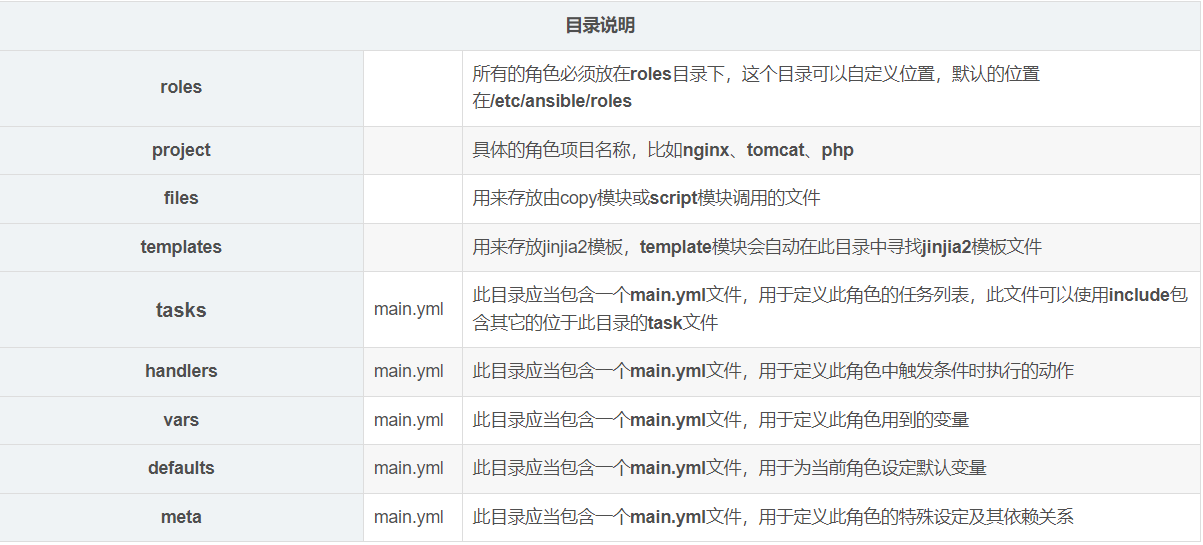 目录说明
roles
所有的角色必须放在roles目录下，这个目录可以自定义位置，默认的位置
在/etc/ansible/roles
project
具体的角色项目名称，比如nginx、tomcat、php
files
用来存放由copy模块或script模块调用的文件
templates
用来存放jinjia2模板，template模块会自动在此目录中寻找jinjia2模板文件
tasks
main.yml
此目录应当包含一个main.yml文件，用于定义此角色的任务列表，此文件可以使用include包
含其它的位于此目录的task文件
handlers
main.yml
此目录应当包含一个main.yml文件，用于定义此角色中触发条件时执行的动作
vars
main.yml
此目录应当包含一个main.yml文件，用于定义此角色用到的变量
defaults
main.yml
此目录应当包含一个main.yml文件，用于为当前角色设定默认变量
meta
main.yml
此目录应当包含一个main.yml文件，用于定义此角色的特殊设定及其依赖关系